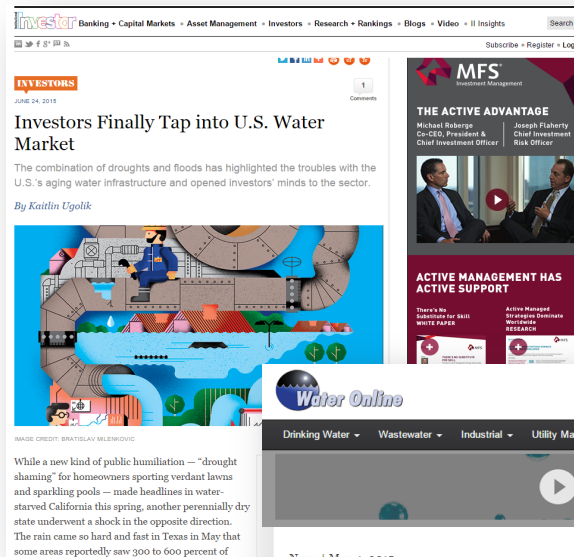 Investor Banking + Capital Markets • Asset Management • Investors • Research + Rankings • Blogs • Video • II Insights
Search
Subscribe • Register • Log
INVESTORS
JUNE 24, 2015
1
Comments
Investors Finally Tap into U.S. Water
Market
The combination of droughts and floods has highlighted the troubles with the
U.S.'s aging water infrastructure and opened investors' minds to the sector.
By Kaitlin Ugolik
IMAGE CREDIT: BRATISLAV MILENKOVIC
While a new kind of public humiliation — "drought
shaming" for homeowners sporting verdant lawns
and sparkling pools — made headlines in water-
starved California this spring, another perennially dry
state underwent a shock in the opposite direction.
The rain came so hard and fast in Texas in May that
some areas reportedly saw 300 to 600 percent of
MFS®
Investment Management
THE ACTIVE ADVANTAGE
Michael Roberge
Co-CEO, President &
Chief Investment Officer
Joseph Flaherty
Chief Investment
Risk Officer
ACTIVE MANAGEMENT HAS
ACTIVE SUPPORT
There's No
Substitute for Skill
WHITE PAPER
Active Managed
Strategies Dominate
Worldwide
RESEARCH
Water Online
Drinking Water Wastewater Industrial Utility Ma